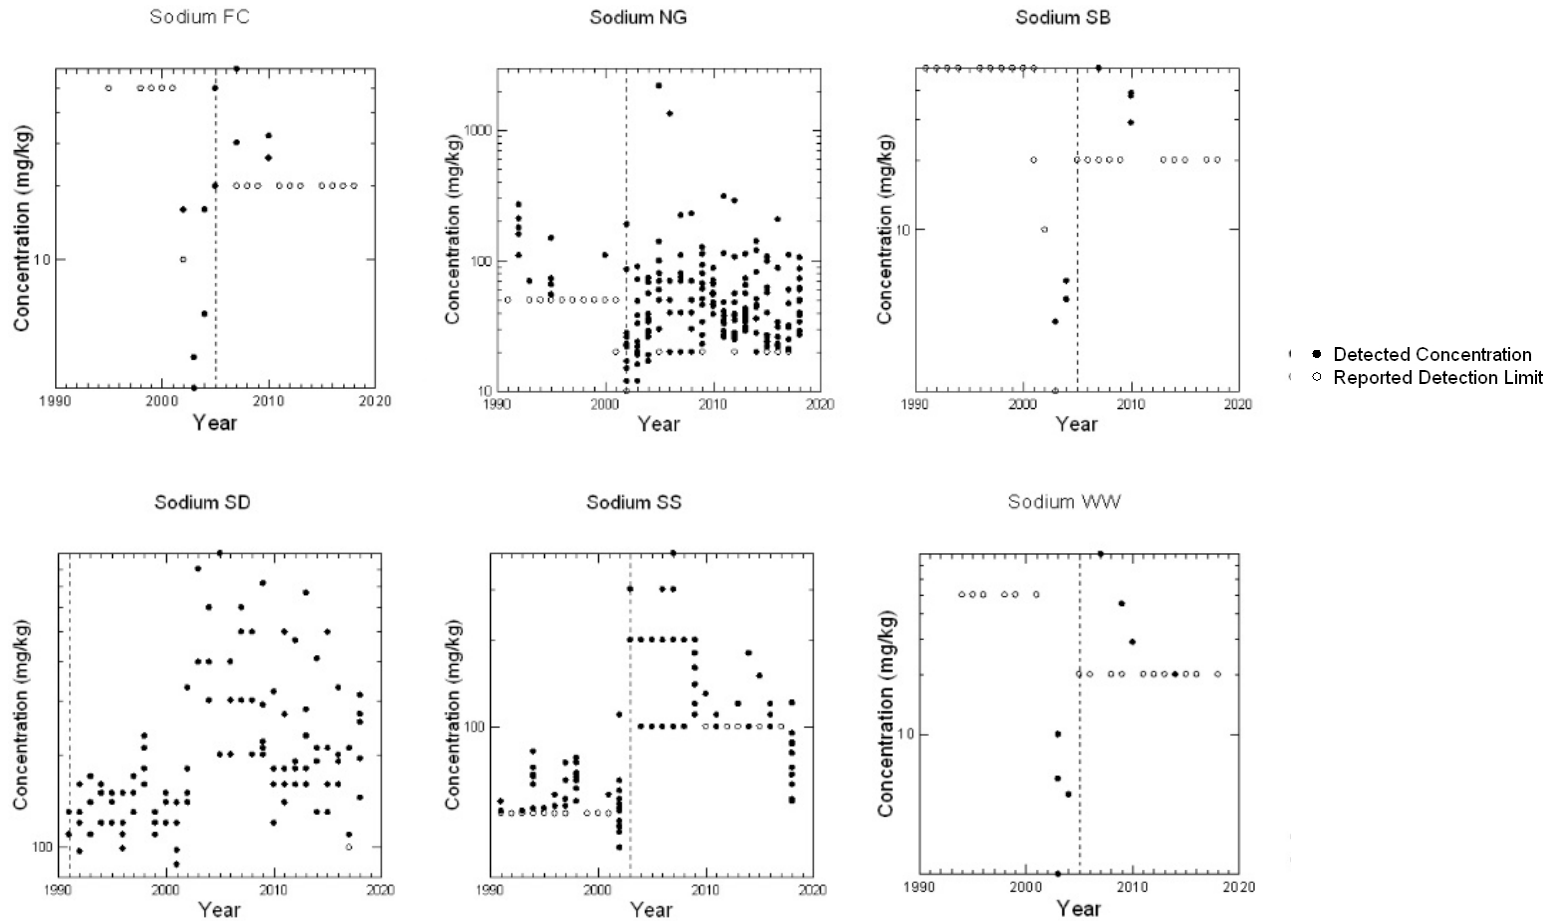 Sodium FC
Concentration (mg/kg)
10
1990 2000 2010 2020
Year
Sodium NG
Concentration (mg/kg)
1000
100
10
1990 2000 2010 2020
Year
Sodium SB
Concentration (mg/kg)
10
1990 2000 2010 2020
Year
Detected Concentration
Reported Detection Limit
Sodium SD
Concentration (mg/kg)
100
1990 2000 2010 2020
Year
Sodium SS
Concentration (mg/kg)
100
1990 2000 2010 2020
Year
Sodium WW
Concentration (mg/kg)
10
1990 2000 2010 2020
Year